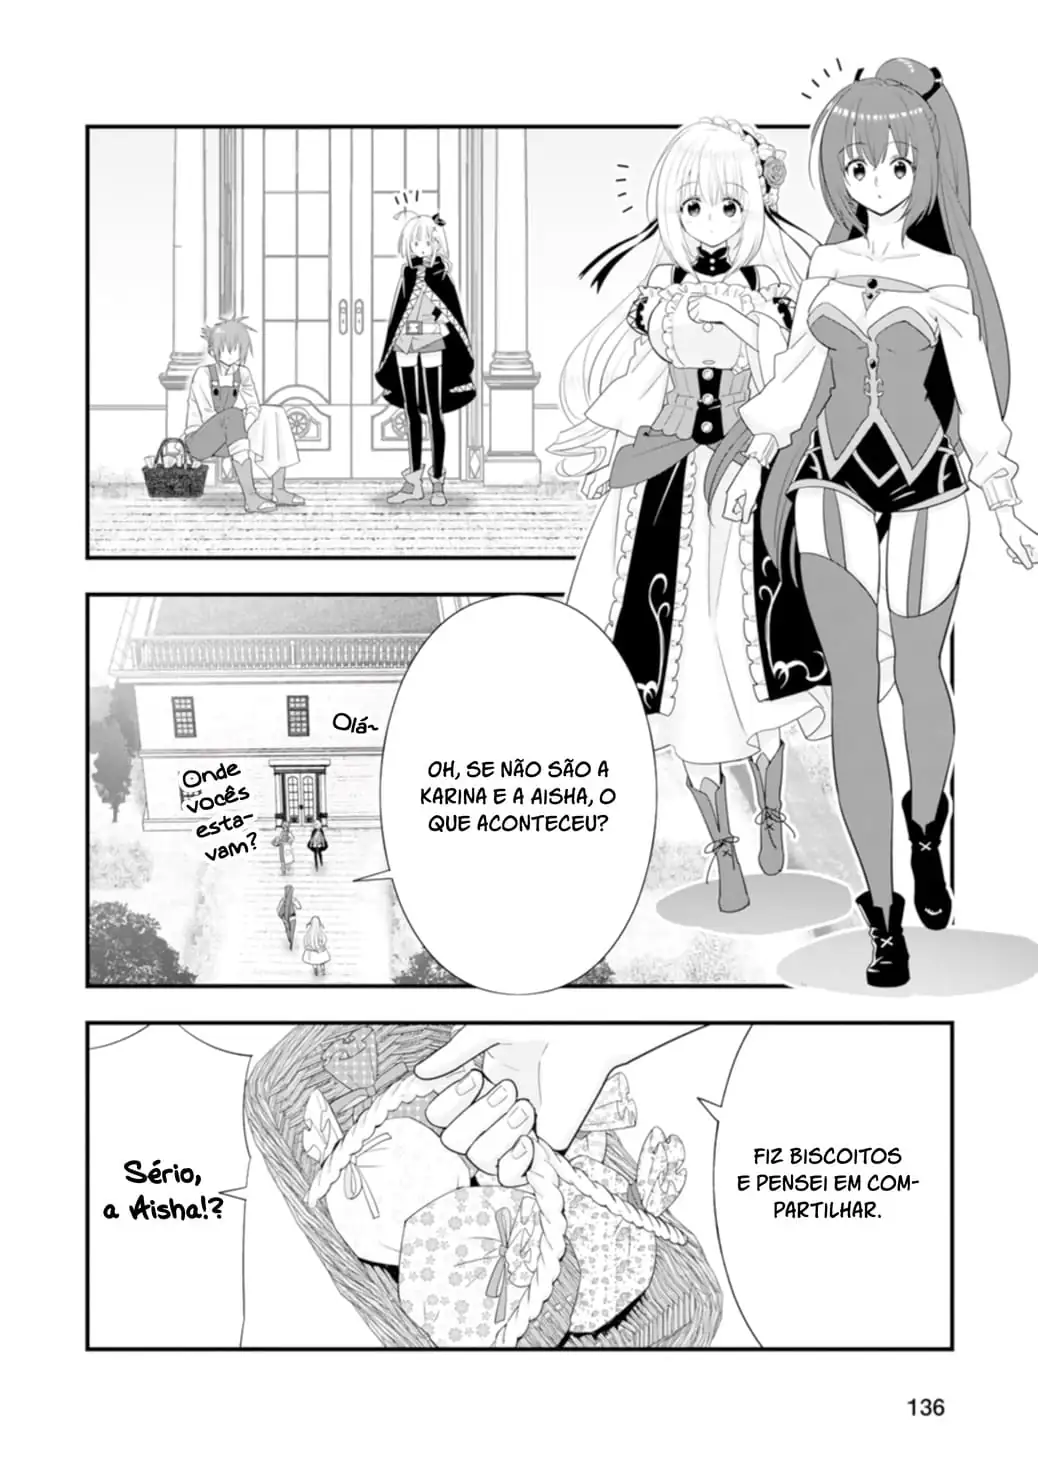 OH, SE NÃO SÃO A
KARINA E A AISHA, O
QUE ACONTECEU?
Olá~
Onde
vocês
esta-
vam?
FIZ BISCOITOS
E PENSEI EM COM-
PARTILHAR.
Sério,
a Aisha!?
136